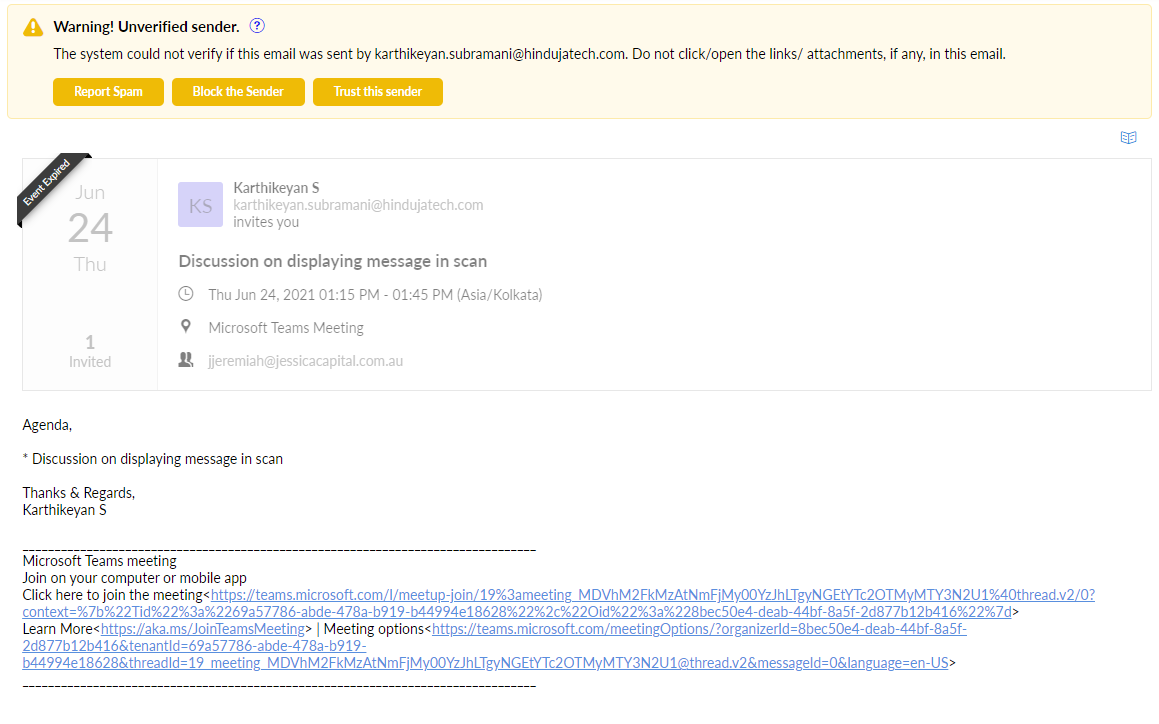 Warning! Unverified sender. ?
The system could not verify if this email was sent by karthikeyan.subramani@hindujatech.com. Do not click/open the links/ attachments, if any, in this email.
Report Spam Block the Sender Trust this sender
Event Expired
Jun
24
Thu
1
Invited
KS
Karthikeyan S
karthikeyan.subramani@hindujatech.com
invites you
Discussion on displaying message in scan
Thu Jun 24, 2021 01:15 PM - 01:45 PM (Asia/Kolkata)
Microsoft Teams Meeting
jjeremiah@jessicacapital.com.au
Agenda,
* Discussion on displaying message in scan
Thanks & Regards,
Karthikeyan S
________________________________________________________________________________
Microsoft Teams meeting
Join on your computer or mobile app
Click here to join the meeting<https://teams.microsoft.com/l/meetup-join/19%3ameeting_MDVhM2FkMzAtNmFjMy00YzJhLTgyNGEtYTc2OTMyMTY3N2U1%40thread.v2/0?
context=%7b%22Tid%22%3a%2269a57786-abde-478a-b919-b44994e18628%22%2c%22Oid%22%3a%228bec50e4-deab-44bf-8a5f-2d877b12b416%22%7d>
Learn More<https://aka.ms/JoinTeamsMeeting> | Meeting options<https://teams.microsoft.com/meetingOptions/?organizerId=8bec50e4-deab-44bf-8a5f-
2d877b12b416&tenantId=69a57786-abde-478a-b919-
b44994e18628&threadId=19_meeting_MDVhM2FkMzAtNmFjMy00YzJhLTgyNGEtYTc2OTMyMTY3N2U1@thread.v2&messageId=0&language=en-US>
________________________________________________________________________________